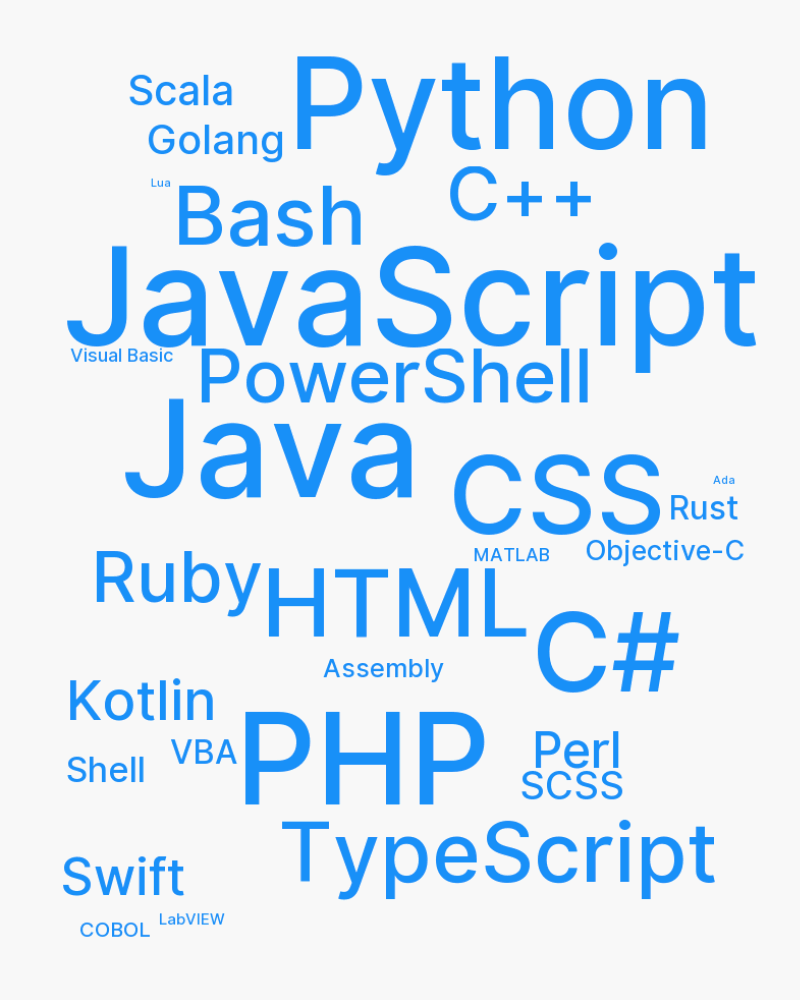 Python
Scala
Golang
C++
Lua
Bash
JavaScript
Visual Basic
PowerShell
Java
CSS
Ada
Rust
MATLAB
Objective-C
Ruby
HTML
C#
Assembly
Kotlin
PHP
VBA
Perl
Shell
SCSS
TypeScript
Swift
LabVIEW
COBOL